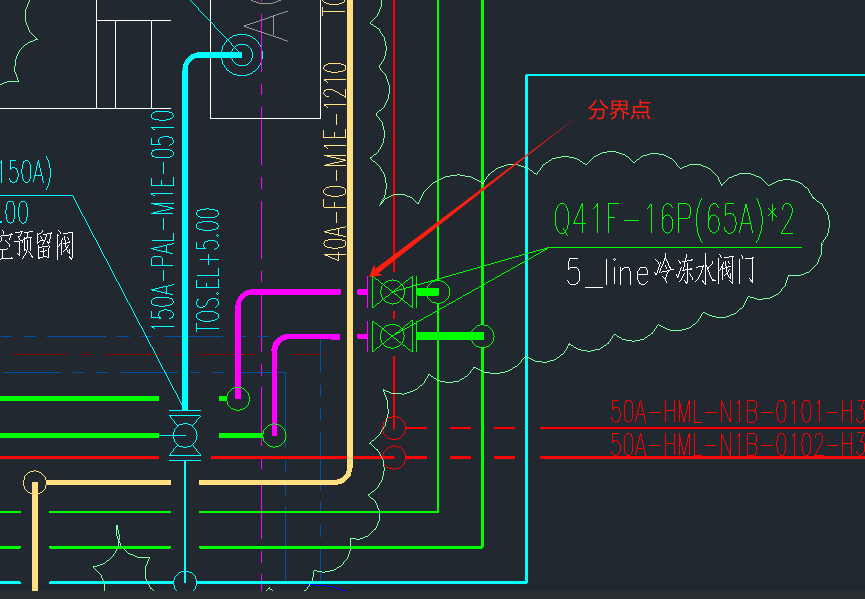 分界点
Q41F-16P(65A)*2
5_line冷冻水阀门
150A)
.00
空预留阀
150A-PAL-M1E-0510
TOS.EL+5.00
40A-FO-M1E-1210
50A-HML-N1B-0101-H3
50A-HML-N1B-0102-H3